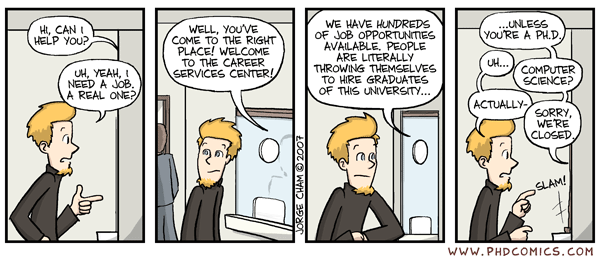 HI, CAN I
HELP YOU?
UH, YEAH, I
NEED A JOB.
A REAL ONE?
WELL, YOU'VE
COME TO THE RIGHT
PLACE! WELCOME
TO THE CAREER
SERVICES CENTER!
JORGE CHAM © 2007
WE HAVE HUNDREDS
OF JOB OPPORTUNITIES
AVAILABLE. PEOPLE
ARE LITERALLY
THROWING THEMSELVES
TO HIRE GRADUATES
OF THIS UNIVERSITY...
...UNLESS
YOU'RE A PH.D.
UH...
COMPUTER
SCIENCE?
ACTUALLY-
SORRY,
WE'RE
CLOSED.
SLAM!
WWW.PHDCOMICS.COM